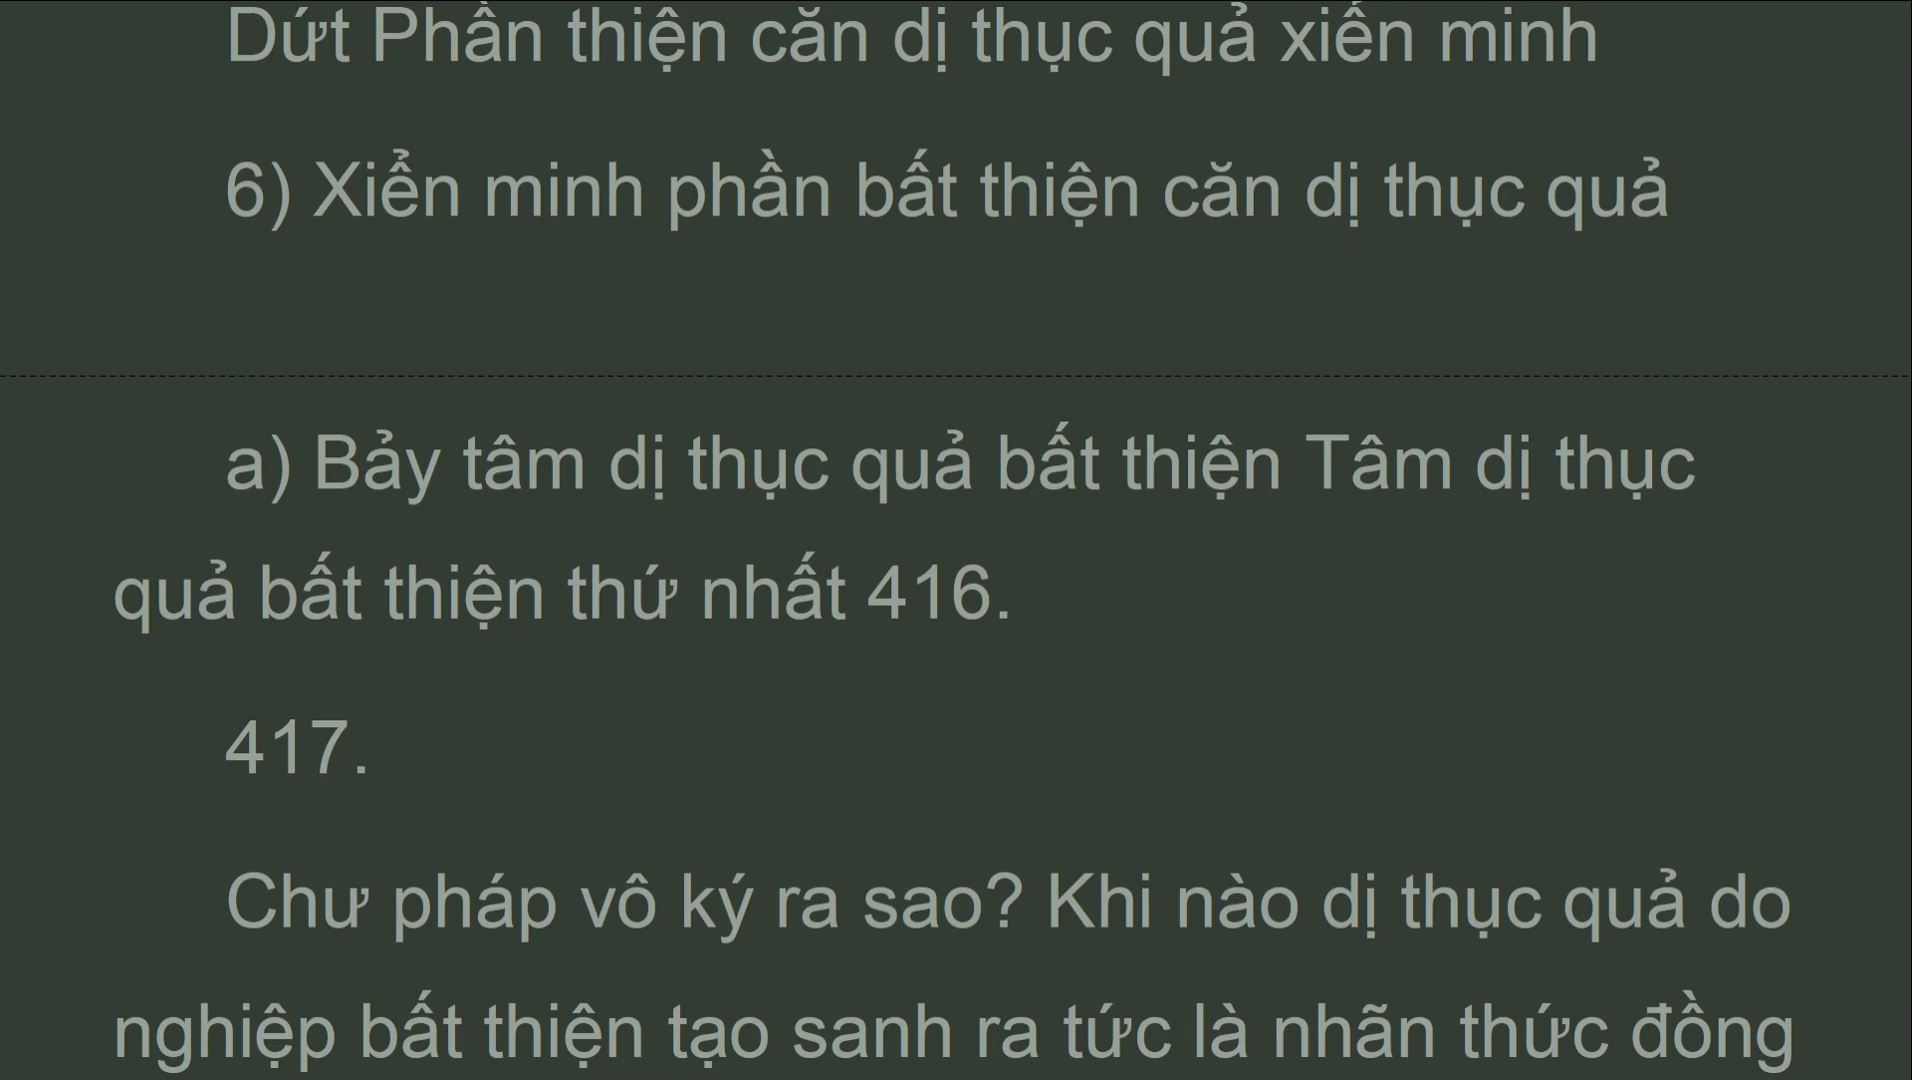 Dứt Phần thiện căn dị thục quả xiển minh
6) Xiển minh phần bất thiện căn dị thục quả
a) Bảy tâm dị thục quả bất thiện Tâm dị thục
quả bất thiện thứ nhất 416.
417.
Chư pháp vô ký ra sao? Khi nào dị thục quả do
nghiệp bất thiện tạo sanh ra tức là nhãn thức đồng